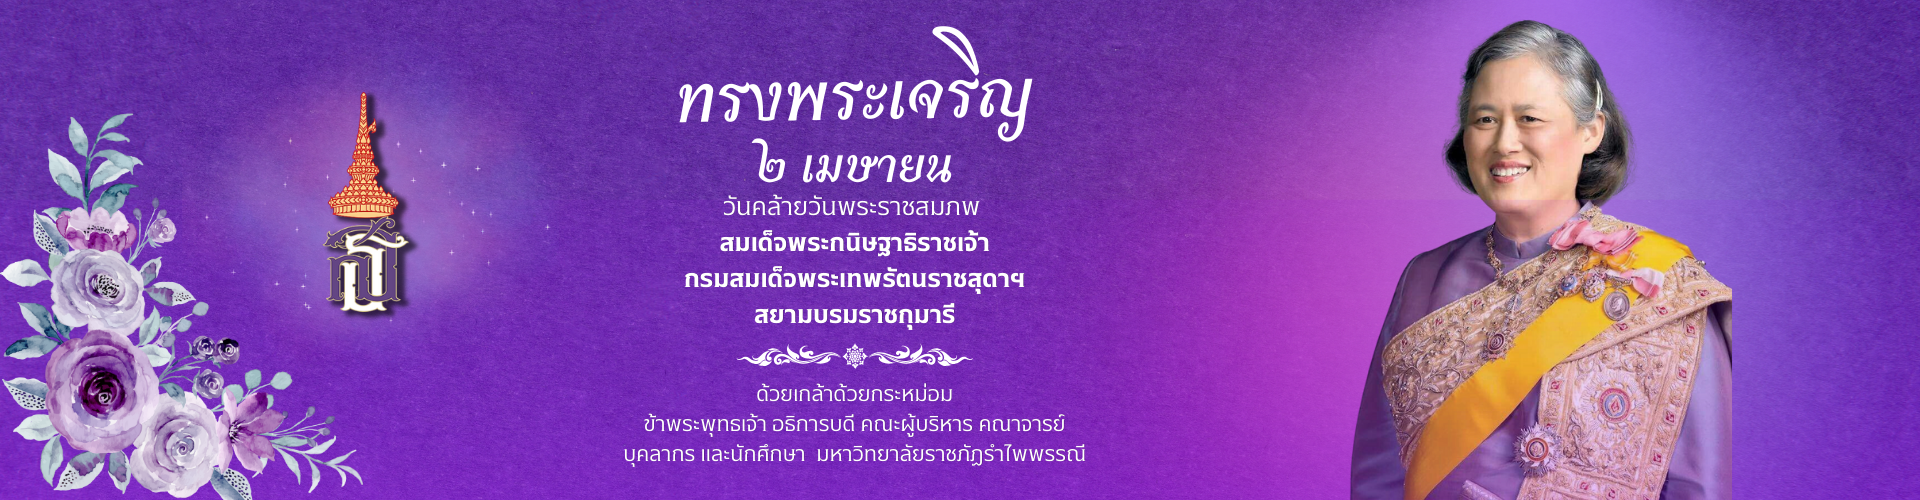 ทรงพระเจริญ
๒ เมษายน
วันคล้ายวันพระราชสมภพ
สมเด็จพระกนิษฐาธิราชเจ้า
กรมสมเด็จพระเทพรัตนราชสุดาฯ
สยามบรมราชกุมารี
ด้วยเกล้าด้วยกระหม่อม
ข้าพระพุทธเจ้า อธิการบดี คณะผู้บริหาร คณาจารย์
บุคลากร และนักศึกษา มหาวิทยาลัยราชภัฏรำไพพรรณี